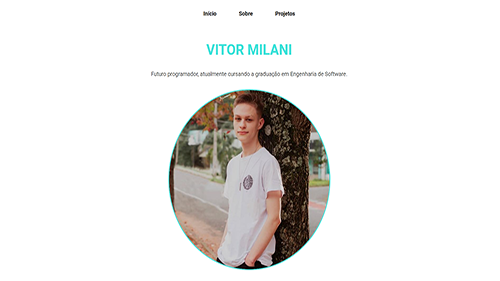 Início Sobre Projetos
VITOR MILANI
Futuro programador, atualmente cursando a graduação em Engenharia de Software.